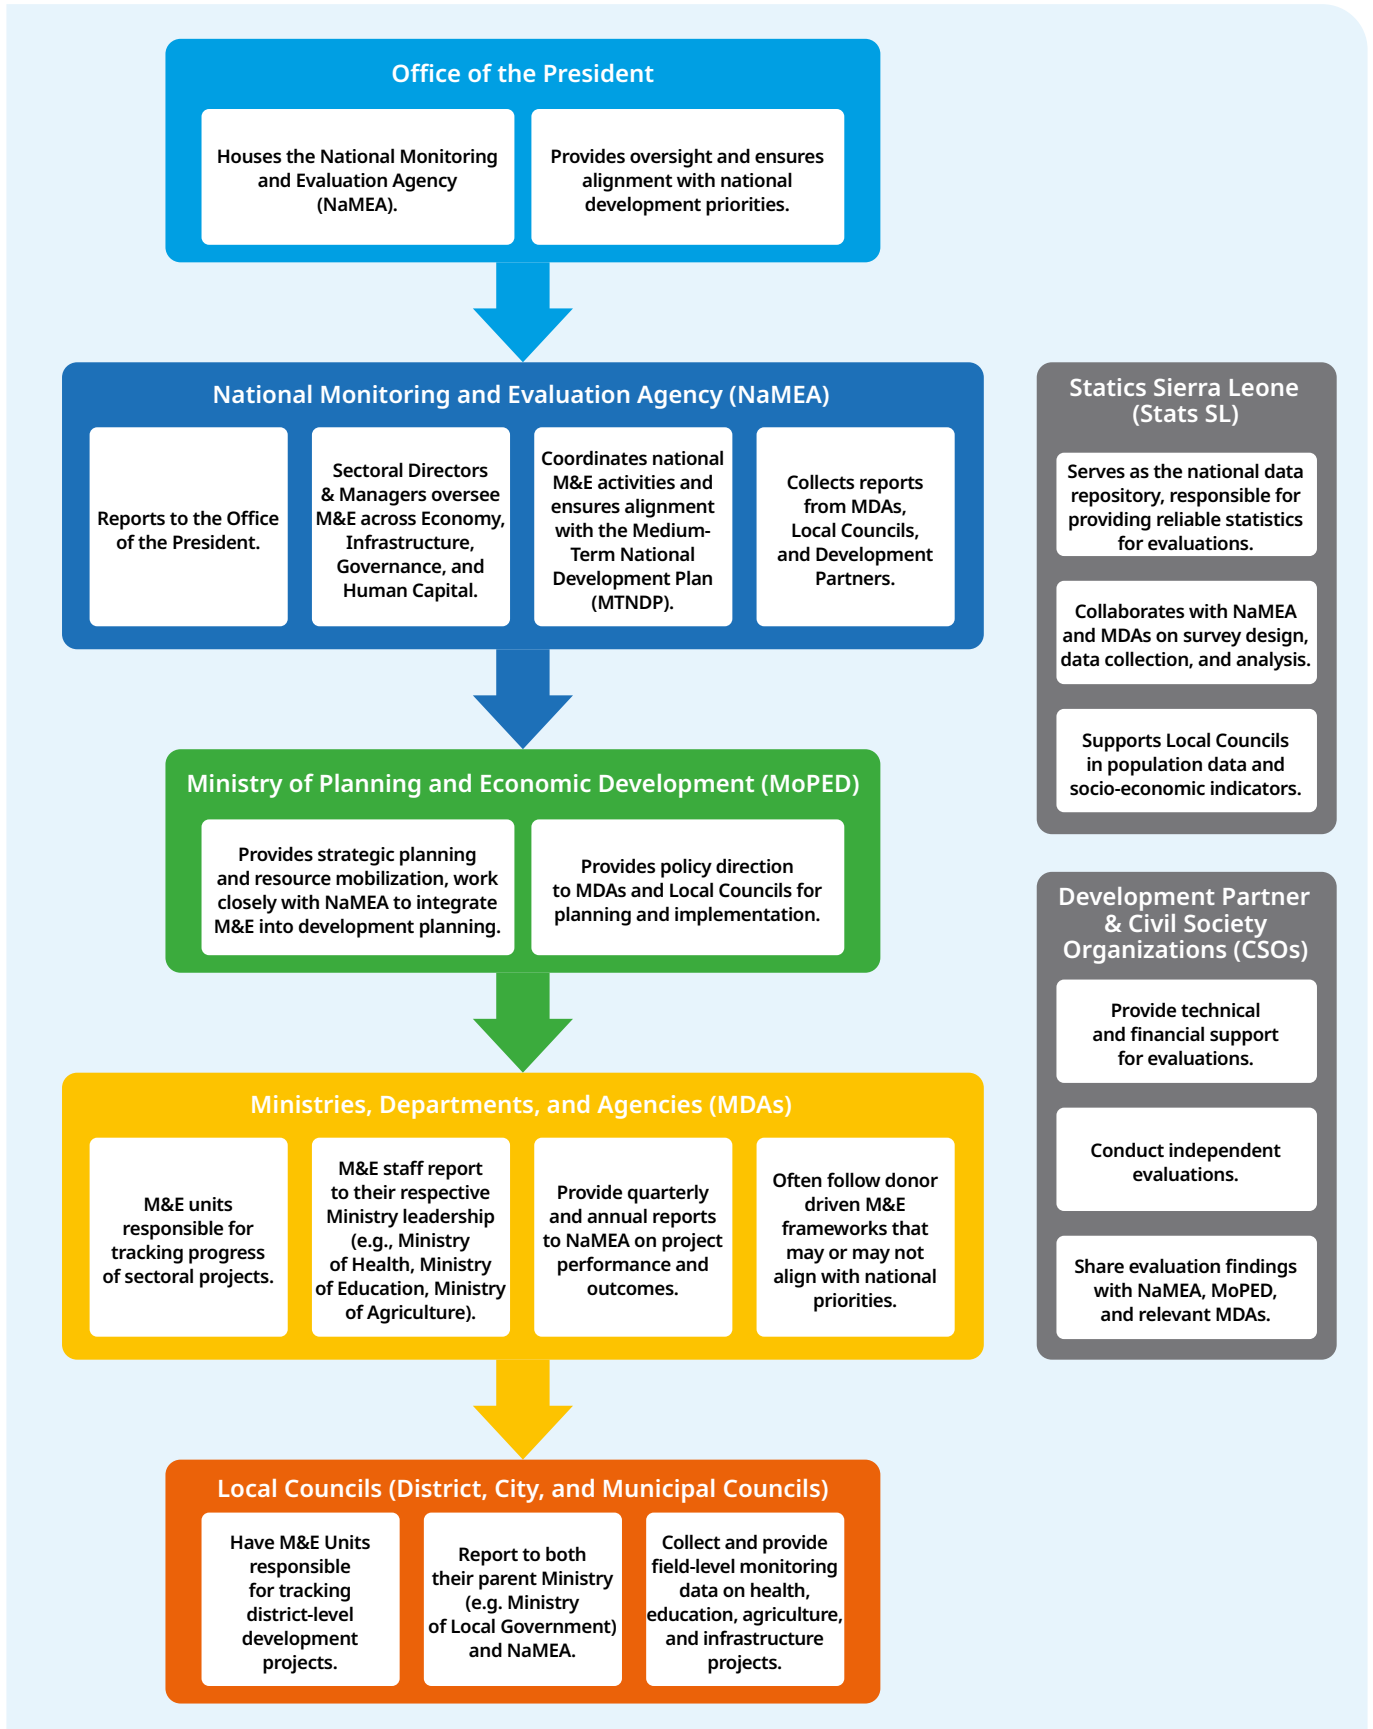 Office of the President
Houses the National Monitoring
and Evaluation Agency
(NaMEA).
Provides oversight and ensures
alignment with national
development priorities.
National Monitoring and Evaluation Agency (NaMEA)
Reports to the Office
of the President.
Sectoral Directors
& Managers oversee
M&E across Economy,
Infrastructure,
Governance, and
Human Capital.
Coordinates national
M&E activities and
ensures alignment
with the Medium-
Term National
Development Plan
(MTNDP).
Collects reports
from MDAs,
Local Councils,
and Development
Partners.
Ministry of Planning and Economic Development (MoPED)
Provides strategic planning
and resource mobilization, work
closely with NaMEA to integrate
M&E into development planning.
Provides policy direction
to MDAs and Local Councils for
planning and implementation.
Ministries, Departments, and Agencies (MDAs)
M&E units
responsible for
tracking progress
of sectoral projects.
M&E staff report
to their respective
Ministry leadership
(e.g., Ministry
of Health, Ministry
of Education, Ministry
of Agriculture).
Provide quarterly
and annual reports
to NaMEA on project
performance and
outcomes.
Often follow donor
driven M&E
frameworks that
may or may not
align with national
priorities.
Local Councils (District, City, and Municipal Councils)
Have M&E Units
responsible
for tracking
district-level
development
projects.
Report to both
their parent Ministry
(e.g. Ministry
of Local Government)
and NaMEA.
Collect and provide
field-level monitoring
data on health,
education, agriculture,
and infrastructure
projects.
Statics Sierra Leone
(Stats SL)
Serves as the national data
repository, responsible for
providing reliable statistics
for evaluations.
Collaborates with NaMEA
and MDAs on survey design,
data collection, and analysis.
Supports Local Councils
in population data and
socio-economic indicators.
Development Partner
& Civil Society
Organizations (CSOs)
Provide technical
and financial support
for evaluations.
Conduct independent
evaluations.
Share evaluation findings
with NaMEA, MoPED,
and relevant MDAs.